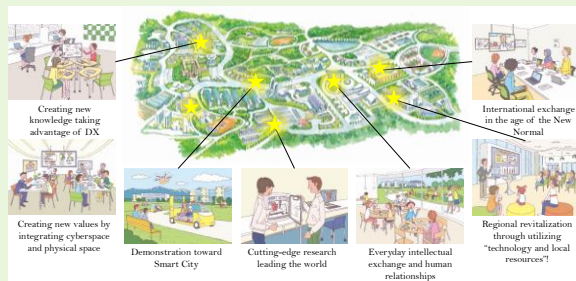 Creating new
knowledge taking
advantage of DX
International exchange
in the age of the New
Normal
Creating new values by
integrating cyberspace
and physical space
Demonstration toward
Smart City
Cutting-edge research
leading the world
Everyday intellectual
exchange and human
relationships
Regional revitalization
through utilizing
"technology and local
resources"!